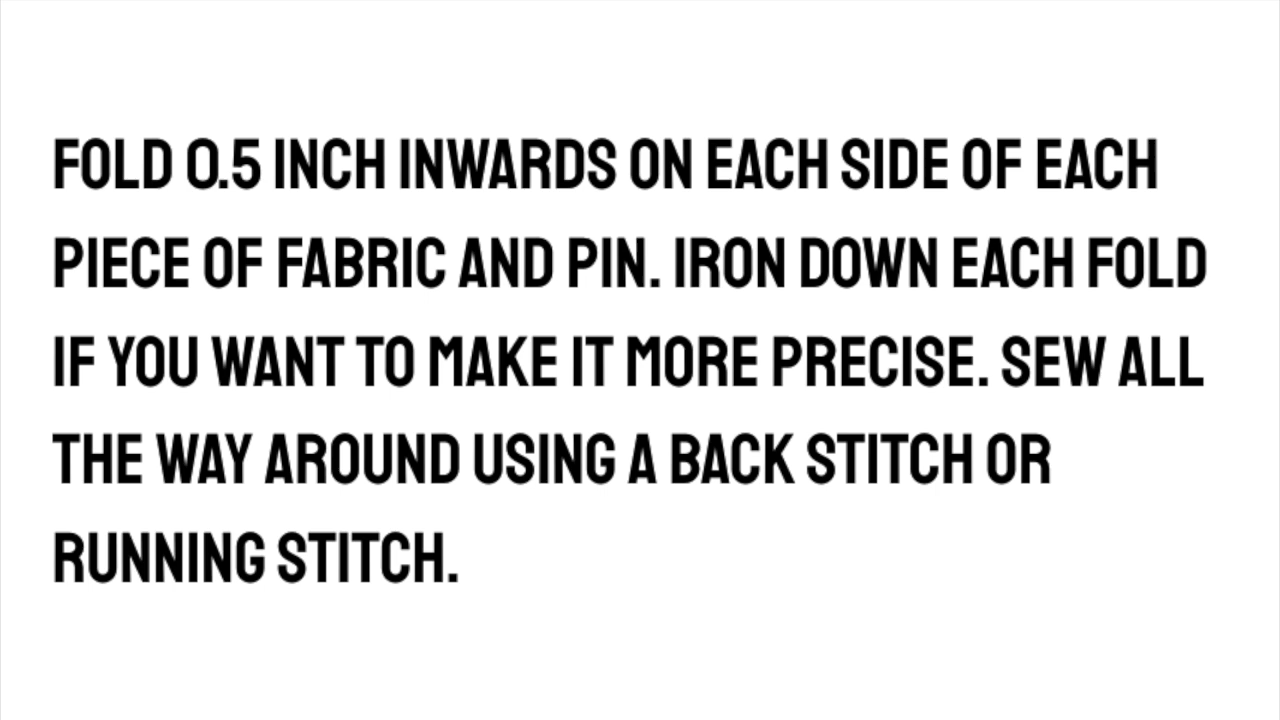 FOLD 0.5 INCH INWARDS ON EACH SIDE OF EACH
PIECE OF FABRIC AND PIN. IRON DOWN EACH FOLD
IF YOU WANT TO MAKE IT MORE PRECISE. SEW ALL
THE WAY AROUND USING A BACK STITCH OR
RUNNING STITCH.